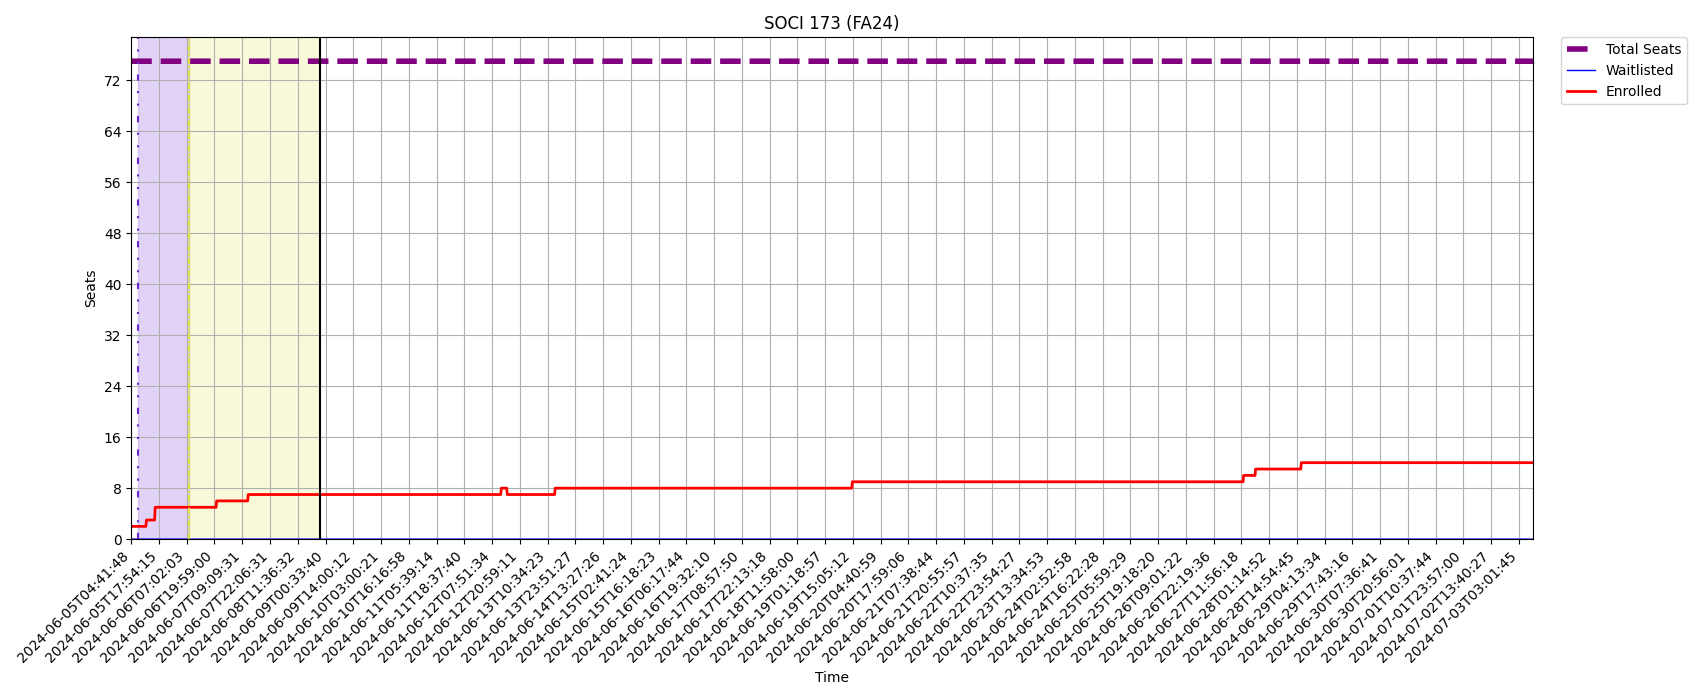 SOCI 173 (FA24)
Total Seats
Waitlisted
Enrolled
72
64
56
48
40
32
24
16
8
0
Seats
2024-06-05T04:41:48
2024-06-05T17:54:15
2024-06-06T07:02:03
2024-06-06T19:59:00
2024-06-07T09:09:31
2024-06-07T22:06:31
2024-06-08T11:36:32
2024-06-09T00:33:40
2024-06-09T14:00:12
2024-06-10T03:00:21
2024-06-10T16:16:58
2024-06-11T05:39:14
2024-06-11T18:37:40
2024-06-12T07:51:34
2024-06-12T20:59:11
2024-06-13T10:34:23
2024-06-13T23:51:27
2024-06-14T13:27:26
2024-06-15T02:41:24
2024-06-15T16:18:23
2024-06-16T06:17:44
2024-06-16T19:32:10
2024-06-17T08:57:50
2024-06-17T22:13:18
2024-06-18T11:58:00
2024-06-19T01:18:57
2024-06-19T15:05:12
2024-06-20T04:40:59
2024-06-20T17:59:06
2024-06-21T07:38:44
2024-06-21T20:55:57
2024-06-22T10:37:35
2024-06-22T23:54:27
2024-06-23T13:34:53
2024-06-24T02:52:58
2024-06-24T16:22:28
2024-06-25T05:59:29
2024-06-25T19:18:20
2024-06-26T09:01:22
2024-06-26T22:19:36
2024-06-27T11:56:18
2024-06-28T01:14:52
2024-06-28T14:54:45
2024-06-29T04:13:34
2024-06-29T17:43:16
2024-06-30T07:36:41
2024-06-30T20:56:01
2024-07-01T10:37:44
2024-07-01T23:57:00
2024-07-02T13:40:27
2024-07-03T03:01:45
Time